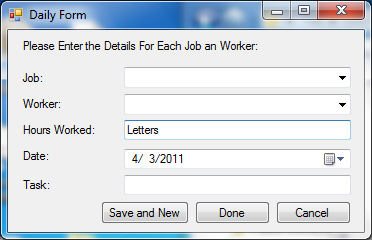 Daily Form
Please Enter the Details For Each Job an Worker:
Job:
Worker:
Hours Worked: Letters
Date: 4/ 3/2011
Task:
Save and New Done Cancel